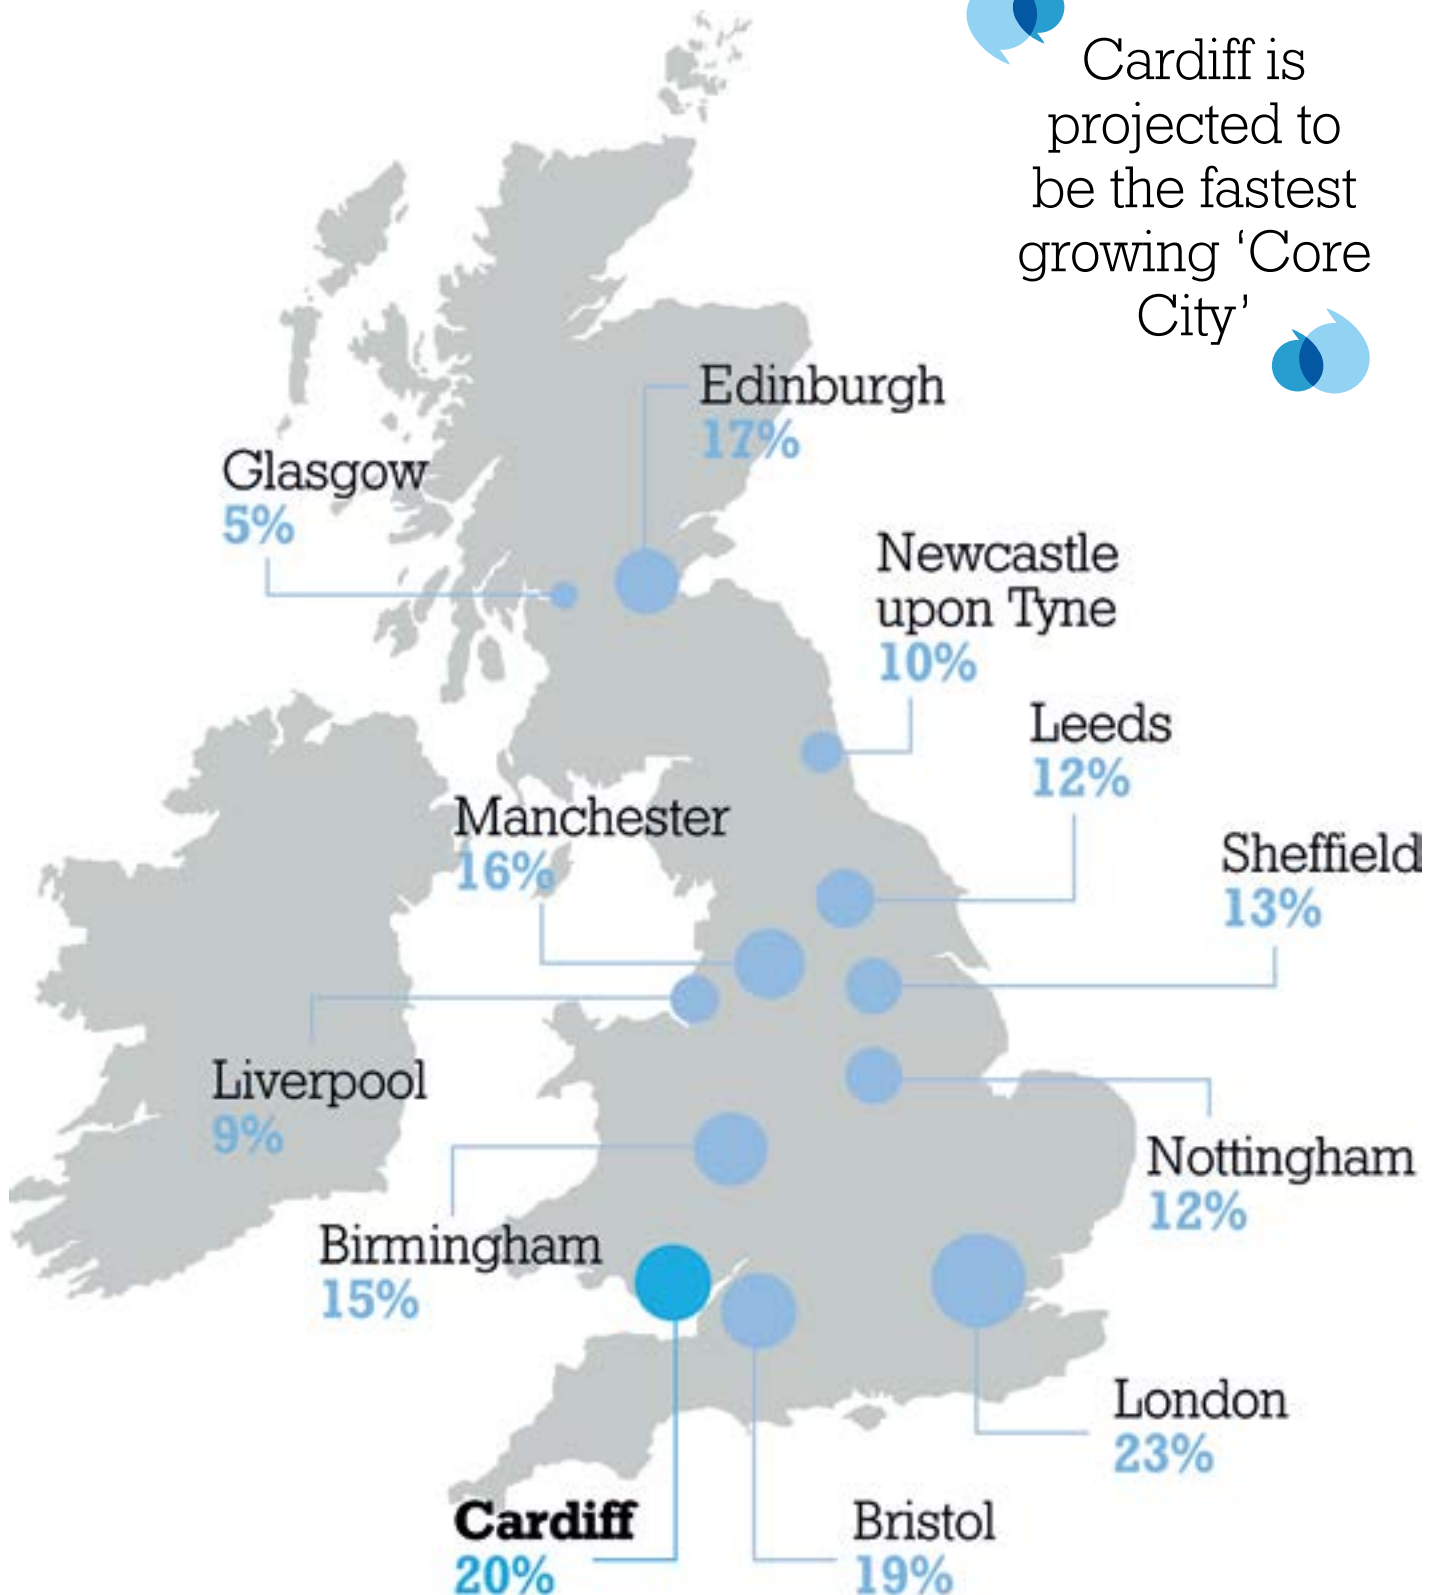 Cardiff is
projected to
be the fastest
growing ‘Core
City’
Edinburgh
17%
Glasgow
5%
Newcastle
upon Tyne
10%
Leeds
12%
Manchester
16%
Sheffield
13%
Liverpool
9%
Nottingham
12%
Birmingham
15%
London
23%
Cardiff
20%
Bristol
19%